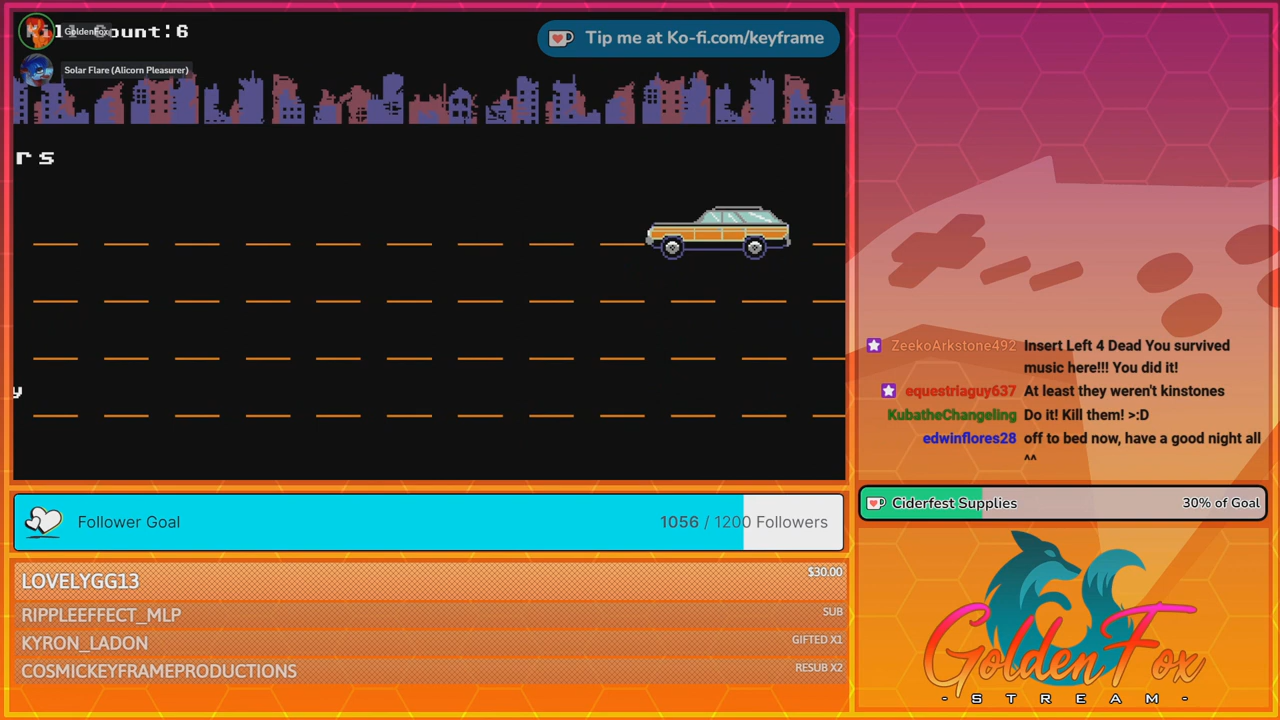 Kill Count:6
GoldenFox
Solar Flare (Alicorn Pleasurer)
Tip me at Ko-fi.com/keyframe
rs
y
ZeekoArkstone492 Insert Left 4 Dead You survived
music here!!! You did it!
equestriaguy637 At least they weren't kinstones
KubatheChangeling Do it! Kill them! >:D
edwinflores28 off to bed now, have a good night all
^^
Follower Goal 1056 / 1200 Followers
Ciderfest Supplies 30% of Goal
LOVELYGG13 $30.00
RIPPLEEFFECT_MLP SUB
KYRON_LADON GIFTED X1
COSMICKEYFRAMEPRODUCTIONS RESUB X2
GoldenFox
- STREAM -